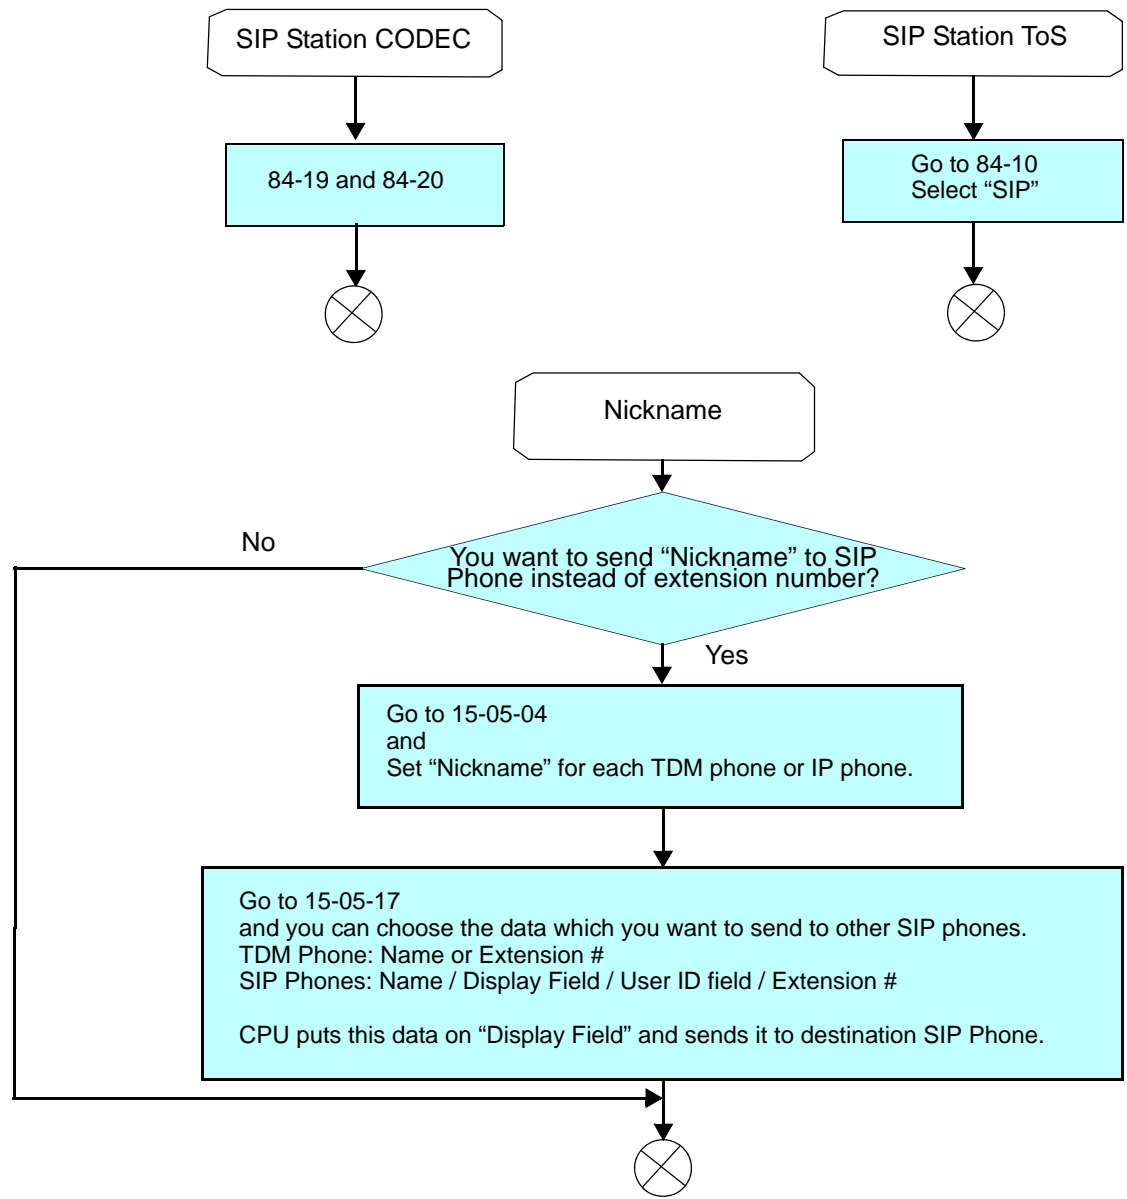 SIP Station CODEC
84-19 and 84-20
SIP Station ToS
Go to 84-10
Select “SIP”
Nickname
You want to send “Nickname” to SIP
Phone instead of extension number?
No
Yes
Go to 15-05-04
and
Set “Nickname” for each TDM phone or IP phone.
Go to 15-05-17
and you can choose the data which you want to send to other SIP phones.
TDM Phone: Name or Extension #
SIP Phones: Name / Display Field / User ID field / Extension #
CPU puts this data on “Display Field” and sends it to destination SIP Phone.